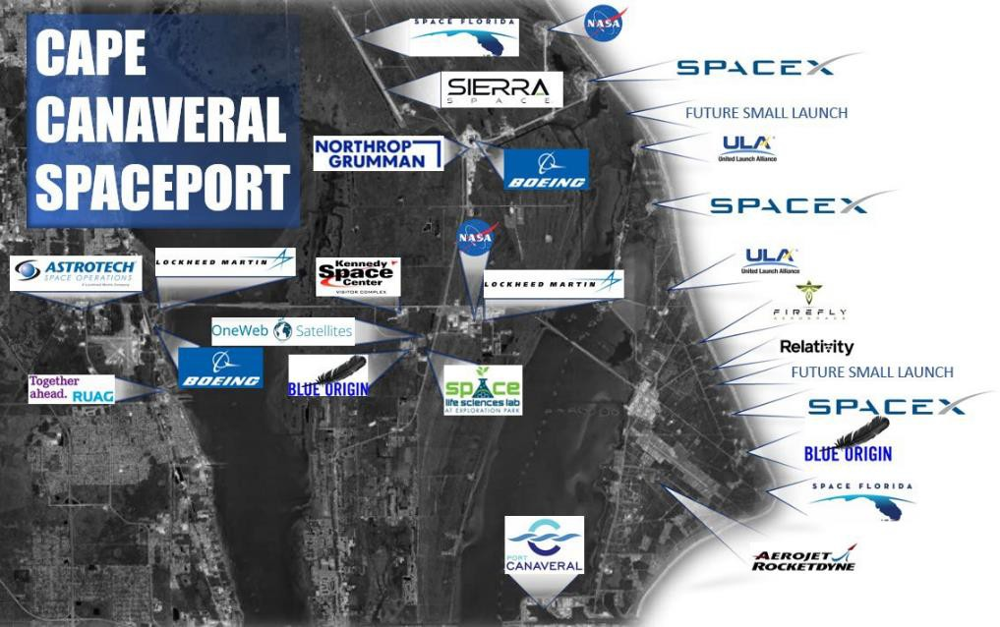 CAPE
CANAVERAL
SPACEPORT
SPACE FLORIDA
NASA
SIERRA
SPACE
SPACEX
FUTURE SMALL LAUNCH
NORTHROP
GRUMMAN
BOEING
ULA
United Launch Alliance
SPACEX
NASA
ASTROTECH
SPACE OPERATIONS
A Lockheed Martin Company
LOCKHEED MARTIN
Kennedy
Space
Center
VISITOR COMPLEX
LOCKHEED MARTIN
ULA
United Launch Alliance
FIREFLY
AEROSPACE
OneWeb Satellites
Relativity
BOEING
FUTURE SMALL LAUNCH
Together
ahead. RUAG
BLUE ORIGIN
space
life sciences lab
AT EXPLORATION PARK
SPACEX
BLUE ORIGIN
SPACE FLORIDA
PORT
CANAVERAL
AEROJET
ROCKETDYNE